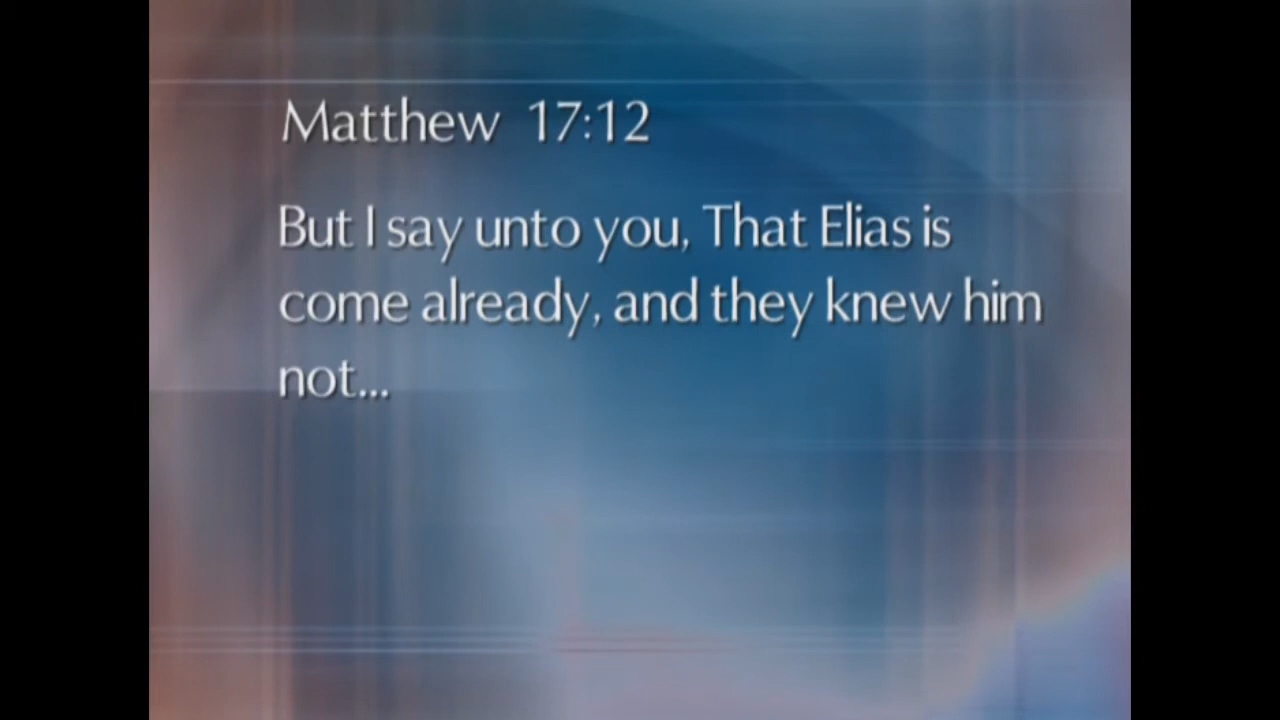 Matthew 17:12
But I say unto you, That Elias is
come already, and they knew him
not...